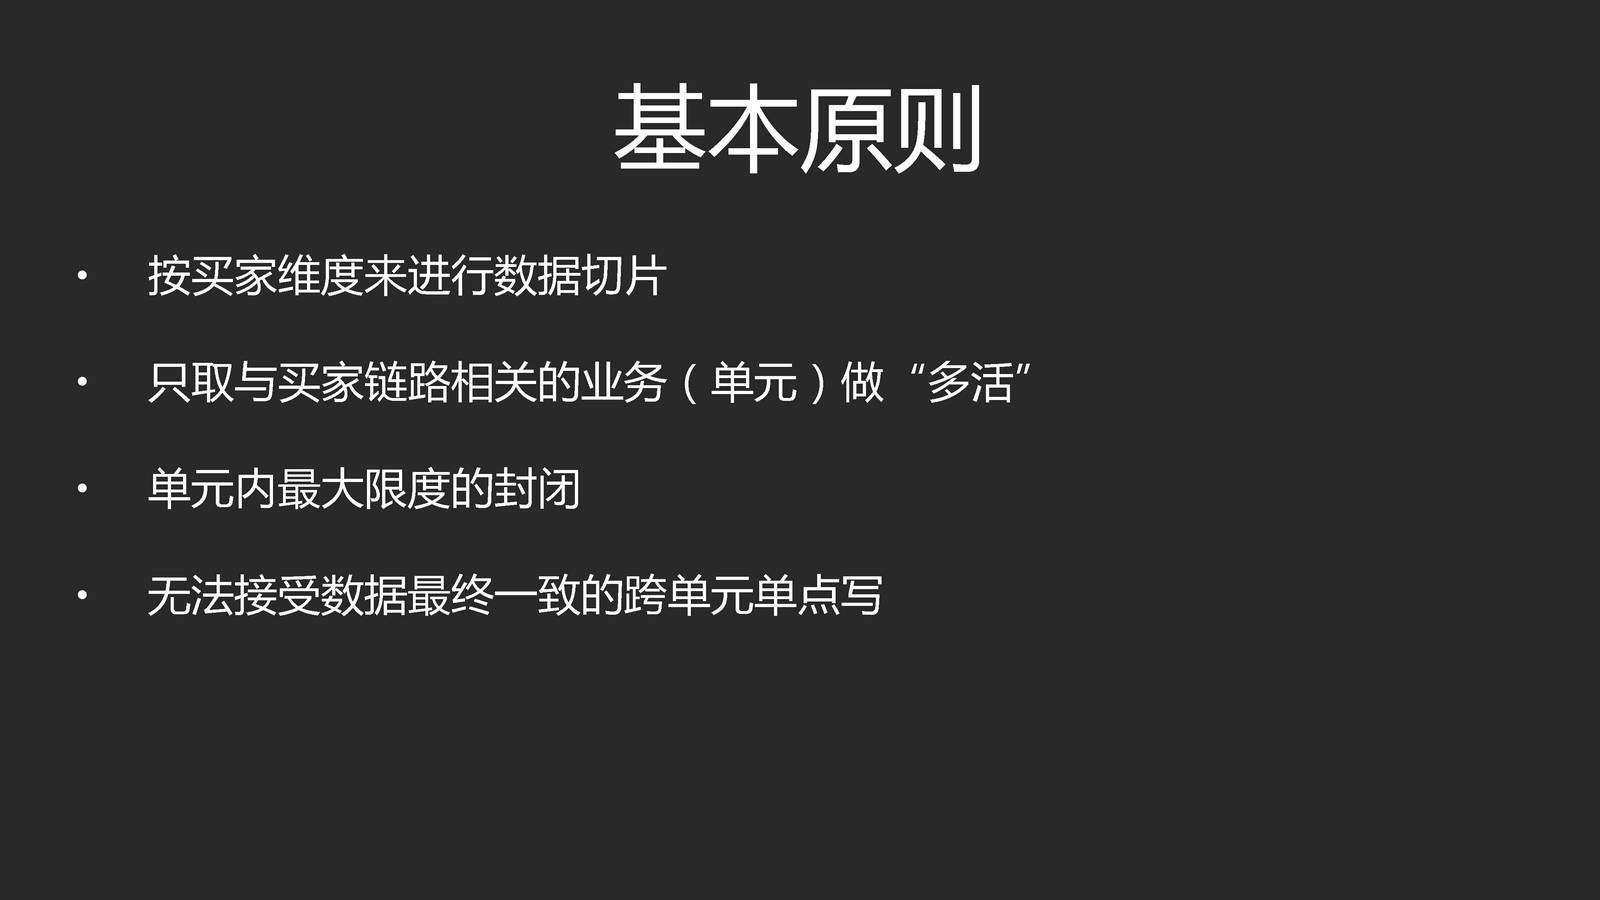 基本原则
• 按买家维度来进行数据切片
• 只取与买家链路相关的业务（单元）做“多活”
• 单元内最大限度的封闭
• 无法接受数据最终一致的跨单元单点写